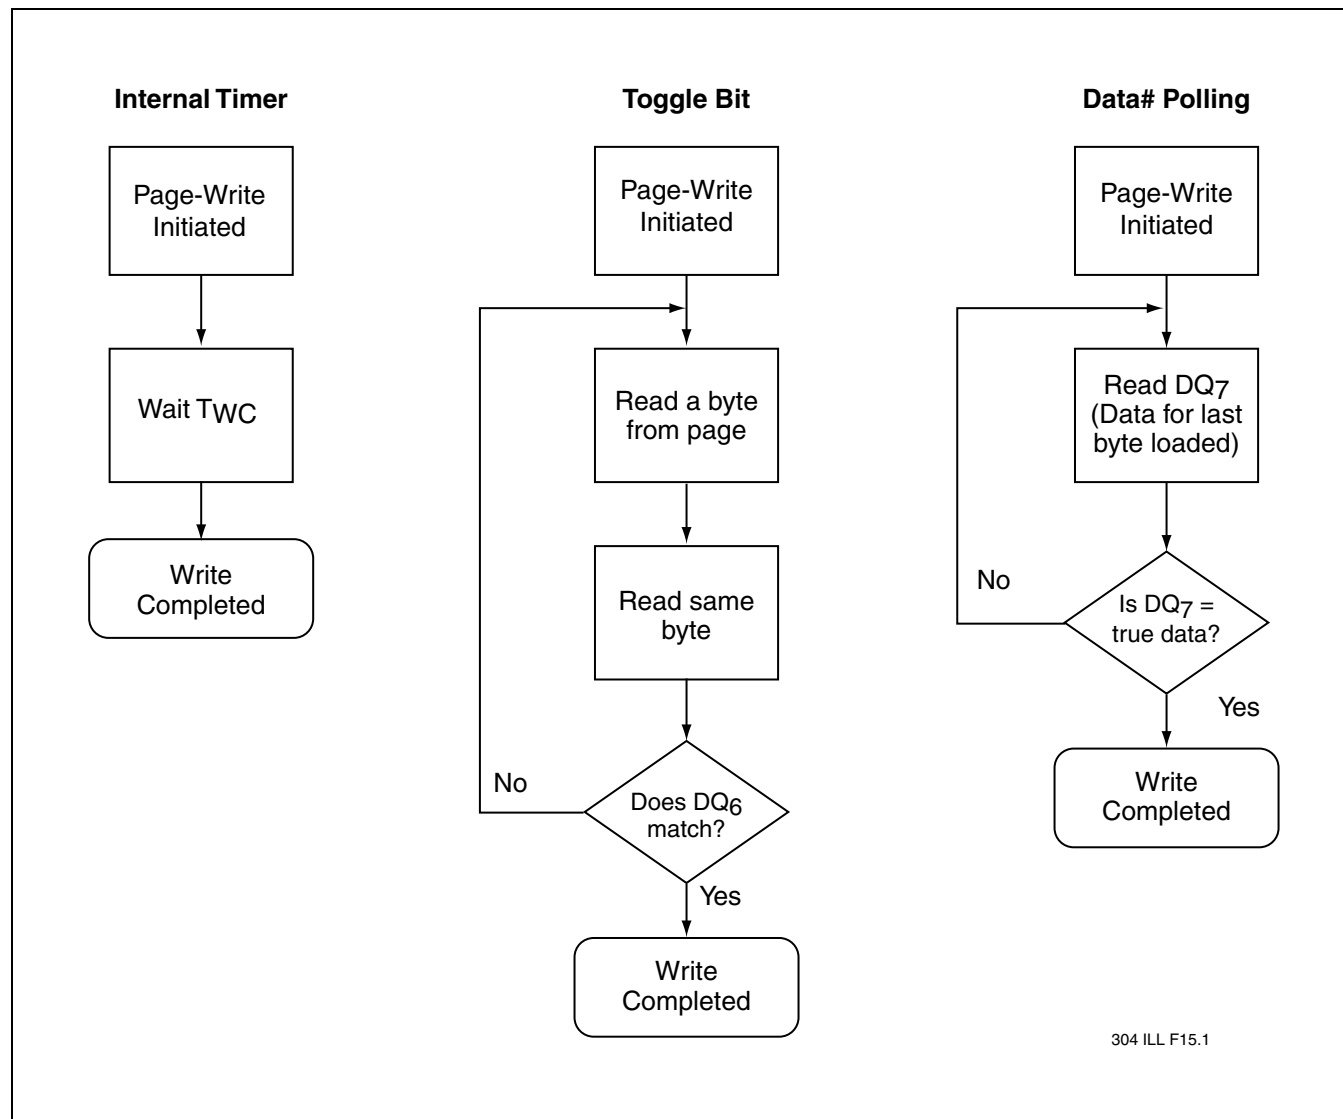 Internal Timer
Page-Write
Initiated
Wait TWC
Write
Completed
Toggle Bit
Page-Write
Initiated
Read a byte
from page
Read same
byte
Does DQ6
match?
No
Yes
Write
Completed
Data# Polling
Page-Write
Initiated
Read DQ7
(Data for last
byte loaded)
Is DQ7 =
true data?
No
Yes
Write
Completed
304 ILL F15.1